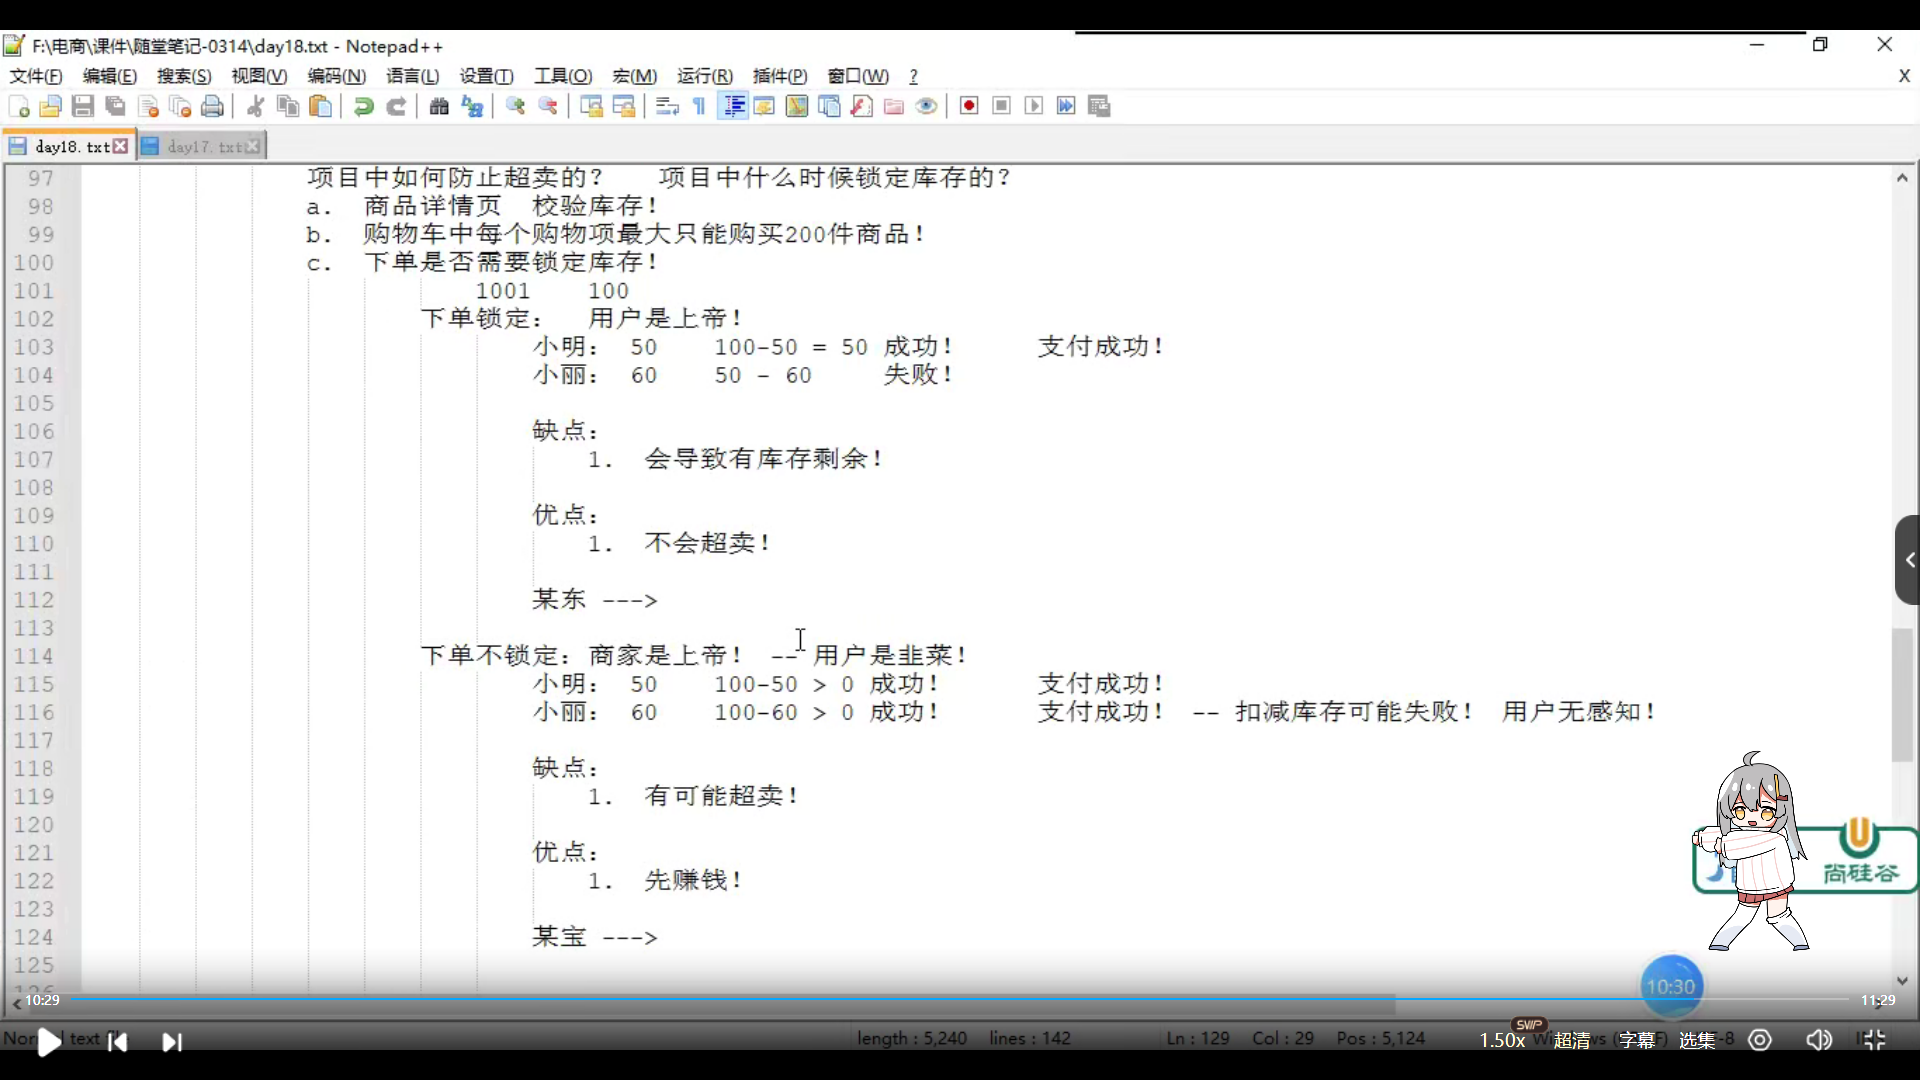 F:\电商\课件\随堂笔记-0314\day18.txt - Notepad++
文件(F) 编辑(E) 搜索(S) 视图(V) 编码(N) 语言(L) 设置(T) 工具(O) 宏(M) 运行(R) 插件(P) 窗口(W) ? X
day18.txt day17.txt
97 项目中如何防止超卖的? 项目中什么时候锁定库存的?
98 a. 商品详情页 校验库存!
99 b. 购物车中每个购物项最大只能购买200件商品!
100 c. 下单是否需要锁定库存!
101 1001 100
102 下单锁定: 用户是上帝!
103 小明: 50 100-50 = 50 成功! 支付成功!
104 小丽: 60 50 - 60 失败!
105
106 缺点:
107 1. 会导致有库存剩余!
108
109 优点:
110 1. 不会超卖!
111
112 某东 --->
113
114 下单不锁定: 商家是上帝! -- 用户是韭菜!
115 小明: 50 100-50 > 0 成功! 支付成功!
116 小丽: 60 100-60 > 0 成功! 支付成功! -- 扣减库存可能失败! 用户无感知!
117
118 缺点:
119 1. 有可能超卖!
120
121 优点:
122 1. 先赚钱!
123
124 某宝 --->
125
126
尚硅谷
10:30
10:29 11:29
length : 5,240 lines : 142 Ln : 129 Col : 29 Pos : 5,124
SVIP
1.50x 超清 字幕 选集